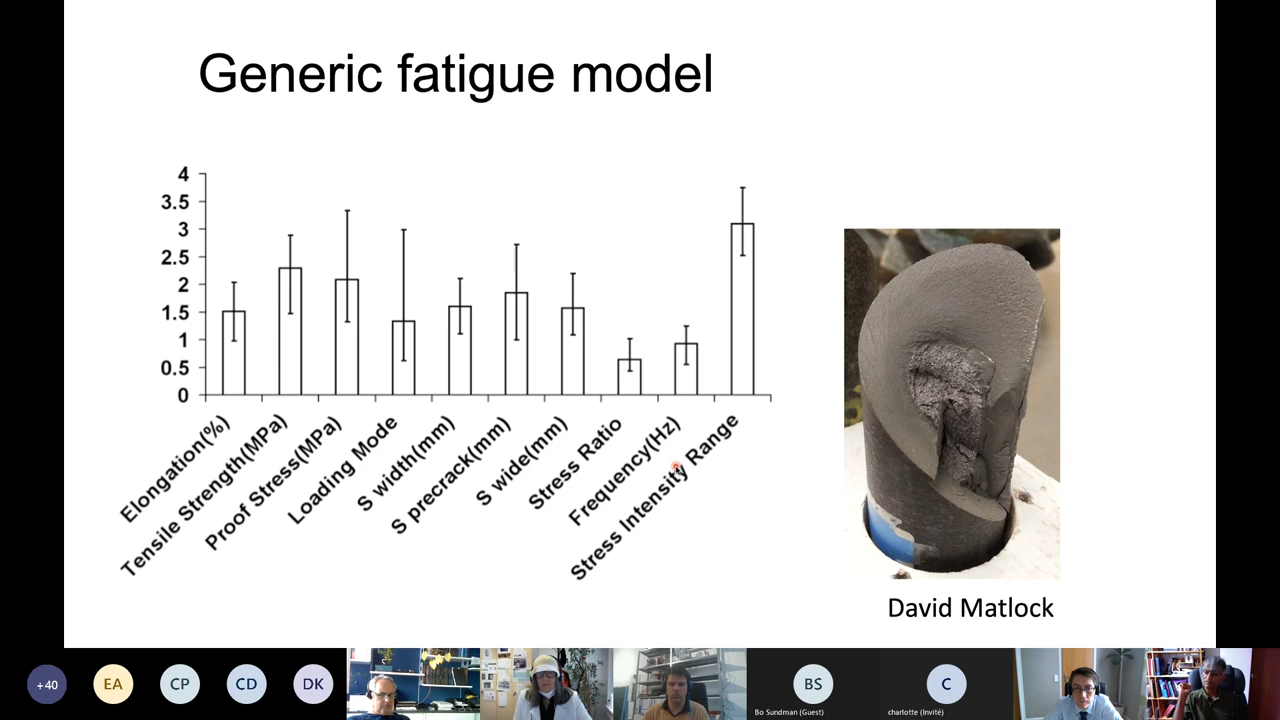 Generic fatigue model
4
3.5
3
2.5
2
1.5
1
0.5
0
Elongation(%)
Tensile Strength(MPa)
Proof Stress(MPa)
Loading Mode
S width(mm)
S precrack(mm)
S wide(mm)
Stress Ratio
Frequency(Hz)
Stress Intensity Range
David Matlock
+40
EA
CP
CD
DK
BS
Bo Sundman (Guest)
C
charlotte (Invité)